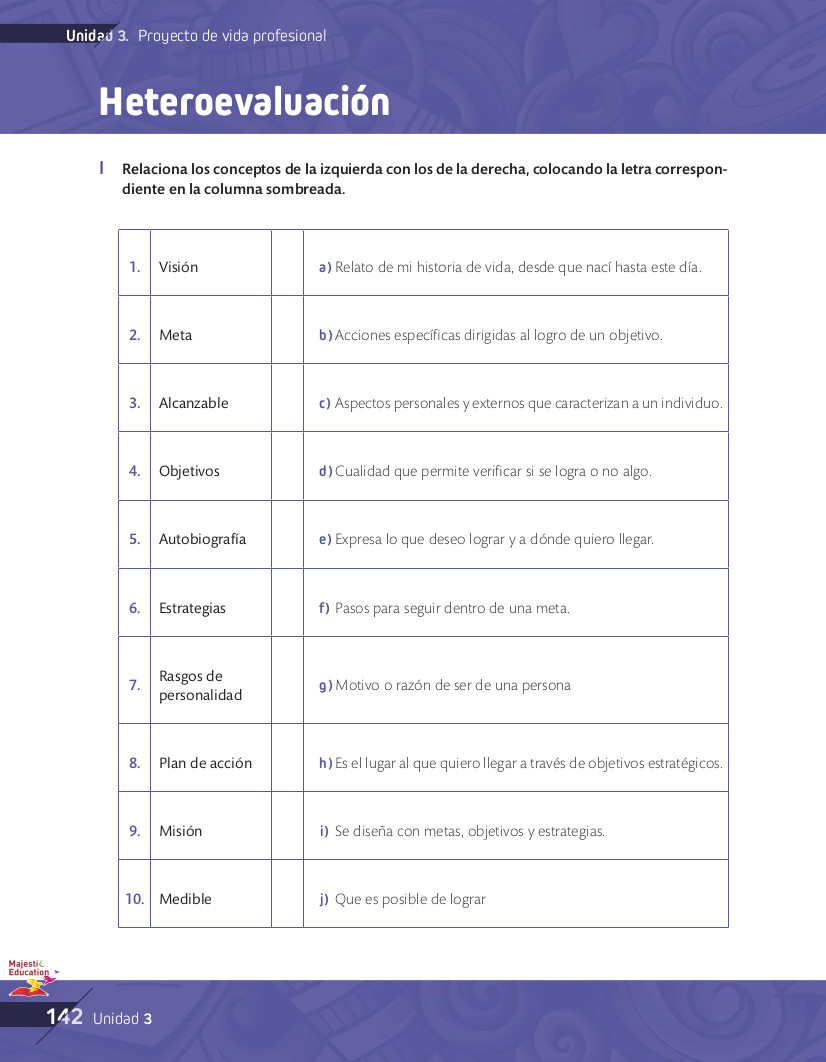 Unidad 3. Proyecto de vida profesional
Heteroevaluación
I Relaciona los conceptos de la izquierda con los de la derecha, colocando la letra correspon-
diente en la columna sombreada.
1. Visión a) Relato de mi historia de vida, desde que nací hasta este día.
2. Meta b) Acciones específicas dirigidas al logro de un objetivo.
3. Alcanzable c) Aspectos personales y externos que caracterizan a un individuo.
4. Objetivos d) Cualidad que permite verificar si se logra o no algo.
5. Autobiografía e) Expresa lo que deseo lograr y a dónde quiero llegar.
6. Estrategias f) Pasos para seguir dentro de una meta.
7. Rasgos de
personalidad g) Motivo o razón de ser de una persona
8. Plan de acción h) Es el lugar al que quiero llegar a través de objetivos estratégicos.
9. Misión i) Se diseña con metas, objetivos y estrategias.
10. Medible j) Que es posible de lograr
Majestic
Education
142 Unidad 3